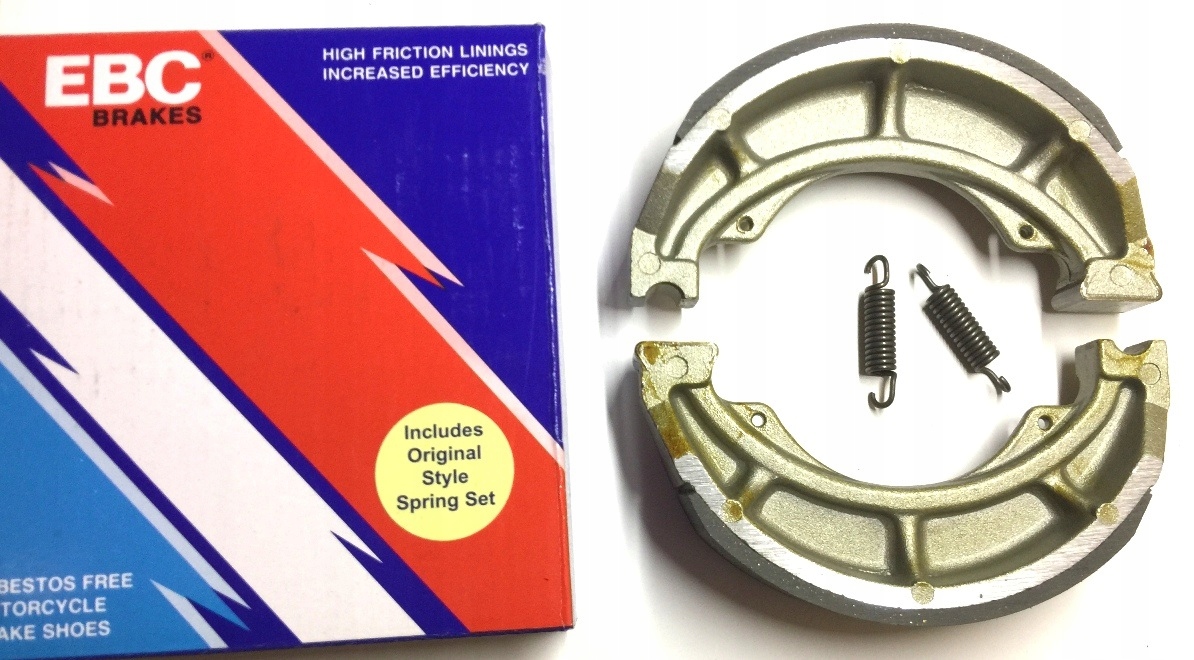 EBC®
BRAKES
HIGH FRICTION LININGS
INCREASED EFFICIENCY
Includes
Original
Style
Spring Set
BESTOS FREE
TORCYCLE
AKE SHOES